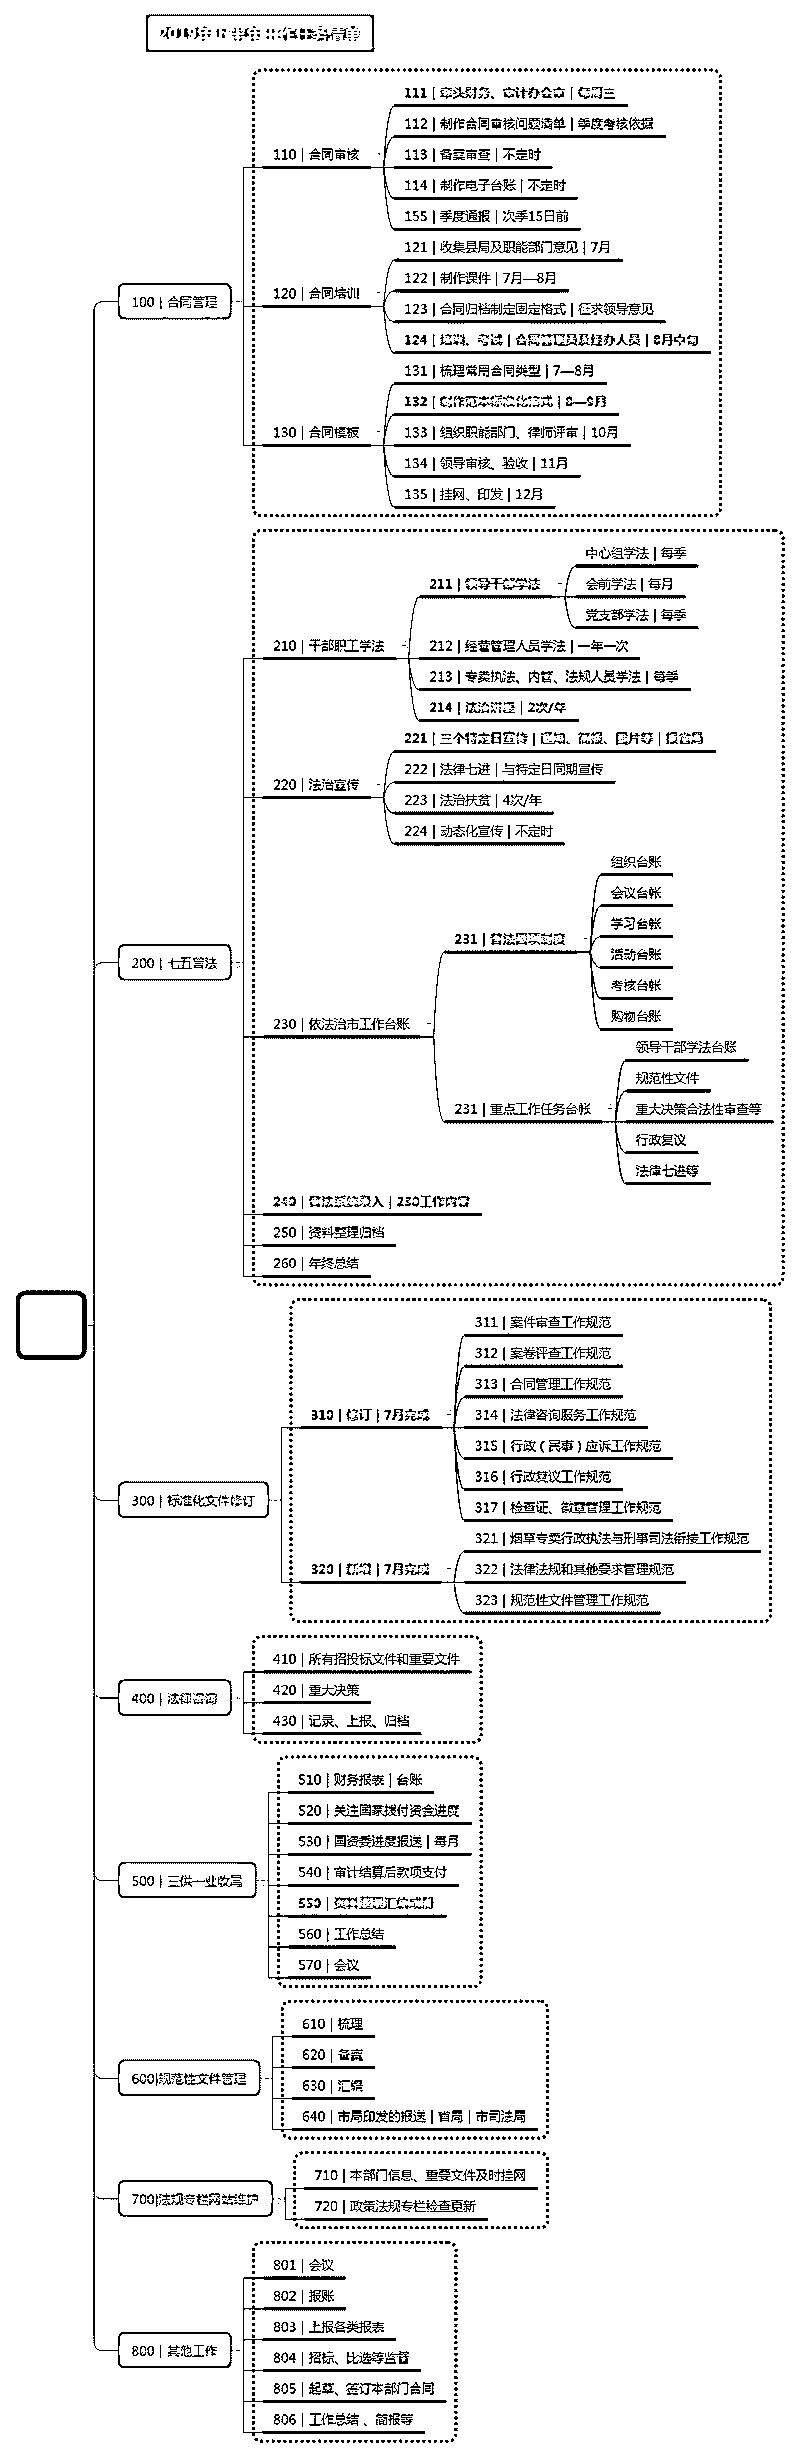 111 | 牵头财务、审计办会审 | 每周三
112 | 制作合同审核问题清单 | 季度考核依据
110 | 合同审核
113 | 备案审查 | 不定时
114 | 制作电子台账 | 不定时
155 | 季度通报 | 次季15日前
121 | 收集县局及职能部门意见 | 7月
122 | 制作课件 | 7月—8月
120 | 合同培训
100 | 合同管理
123 | 合同归档制定固定格式 | 征求领导意见
124 | 培训、考试 | 合同管理员及经办人员 | 8月中旬
131 | 梳理常用合同类型 | 7—8月
132 | 制作范本标准化格式 | 8—9月
130 | 合同模板
133 | 组织职能部门、律师评审 | 10月
134 | 领导审核、验收 | 11月
135 | 挂网、印发 | 12月
中心组学法 | 每季
211 | 领导干部学法
会前学法 | 每月
党支部学法 | 每季
210 | 干部职工学法
212 | 经营管理人员学法 | 一年一次
213 | 专卖执法、内管、法规人员学法 | 每季
214 | 法治讲座 | 2次/年
221 | 三个特定日宣传 | 通知、简报、图片等 | 报省局
222 | 法律七进 | 与特定日同期宣传
220 | 法治宣传
223 | 法治扶贫 | 4次/年
224 | 动态化宣传 | 不定时
组织台账
会议台帐
学习台帐
231 | 普法四项制度
活动台账
200 | 七五普法
考核台帐
购物台账
230 | 依法治市工作台账
领导干部学法台账
规范性文件
231 | 重点工作任务台帐
重大决策合法性审查等
行政复议
法律七进等
240 | 普法系统录入 | 230工作内容
250 | 资料整理归档
260 | 年终总结
311 | 案件审查工作规范
312 | 案卷评查工作规范
313 | 合同管理工作规范
310 | 修订 | 7月完成
314 | 法律咨询服务工作规范
315 | 行政（民事）应诉工作规范
316 | 行政复议工作规范
300 | 标准化文件修订
317 | 检查证、徽章管理工作规范
321 | 烟草专卖行政执法与刑事司法衔接工作规范
320 | 新增 | 7月完成
322 | 法律法规和其他要求管理规范
323 | 规范性文件管理工作规范
410 | 所有招投标文件和重要文件
400 | 法律咨询
420 | 重大决策
430 | 记录、上报、归档
510 | 财务报表 | 台账
520 | 关注国家拨付资金进度
530 | 国资委进度报送 | 每月
500 | 三供一业收尾
540 | 审计结算后款项支付
550 | 资料整理汇编成册
560 | 工作总结
570 | 会议
610 | 梳理
620 | 备案
600|规范性文件管理
630 | 汇编
640 | 市局印发的报送 | 省局 | 市司法局
710 | 本部门信息、重要文件及时挂网
700|法规专栏网站维护
720 | 政策法规专栏检查更新
801 | 会议
802 | 报账
803 | 上报各类报表
800 | 其他工作
804 | 招标、比选等监督
805 | 起草、签订本部门合同
806 | 工作总结 、简报等